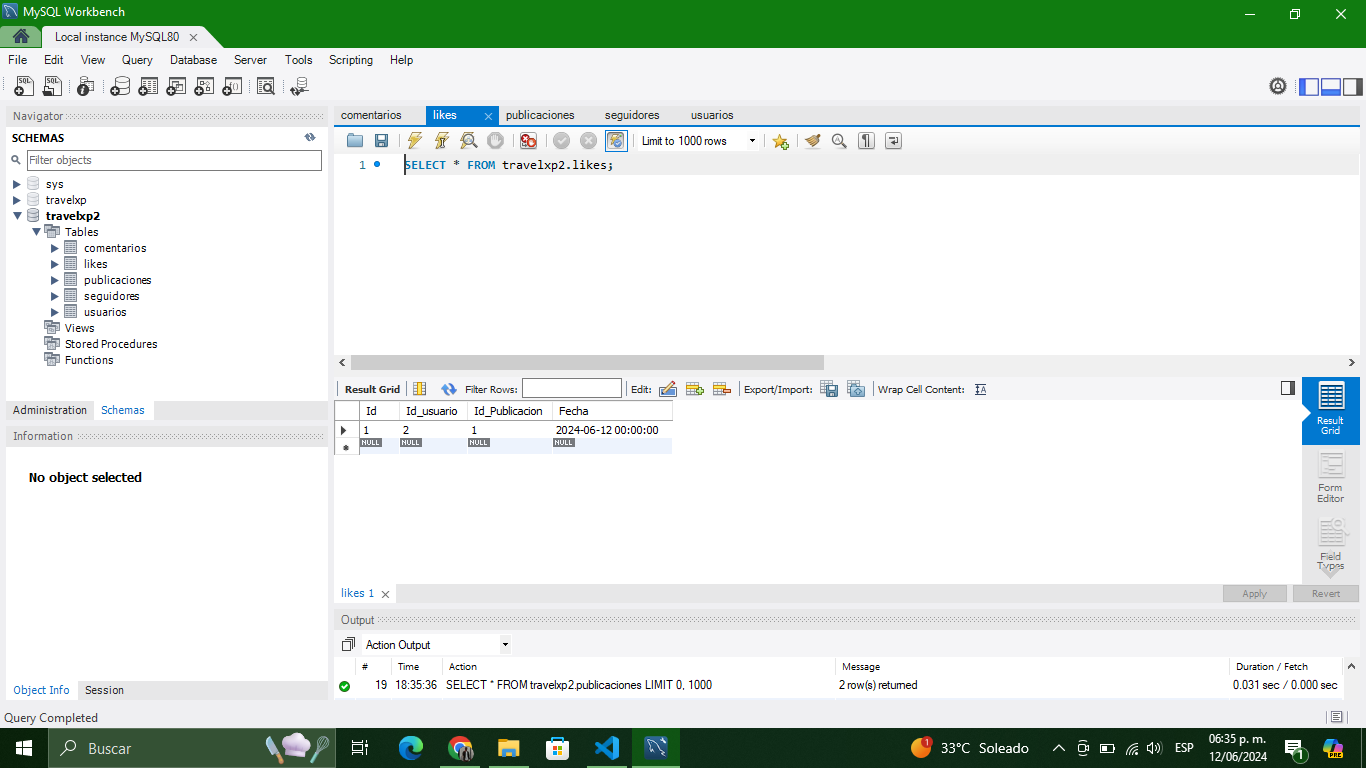 MySQL Workbench
Local instance MySQL80
File Edit View Query Database Server Tools Scripting Help
Navigator
SCHEMAS
Filter objects
sys
travelxp
travelxp2
Tables
comentarios
likes
publicaciones
seguidores
usuarios
Views
Stored Procedures
Functions
Administration Schemas
Information
No object selected
Object Info Session
Query Completed
comentarios likes publicaciones seguidores usuarios
Limit to 1000 rows
1 SELECT * FROM travelxp2.likes;
Result Grid Filter Rows: Edit: Export/Import: Wrap Cell Content:
Id Id_usuario Id_Publicacion Fecha
1 2 1 2024-06-12 00:00:00
NULL NULL NULL NULL
Result
Grid
Form
Editor
Field
Types
likes 1
Apply Revert
Output
Action Output
# Time Action Message Duration / Fetch
19 18:35:36 SELECT * FROM travelxp2.publicaciones LIMIT 0, 1000 2 row(s) returned 0.031 sec / 0.000 sec
Buscar
1 33°C Soleado
ESP
06:35 p. m.
12/06/2024
1
PRE